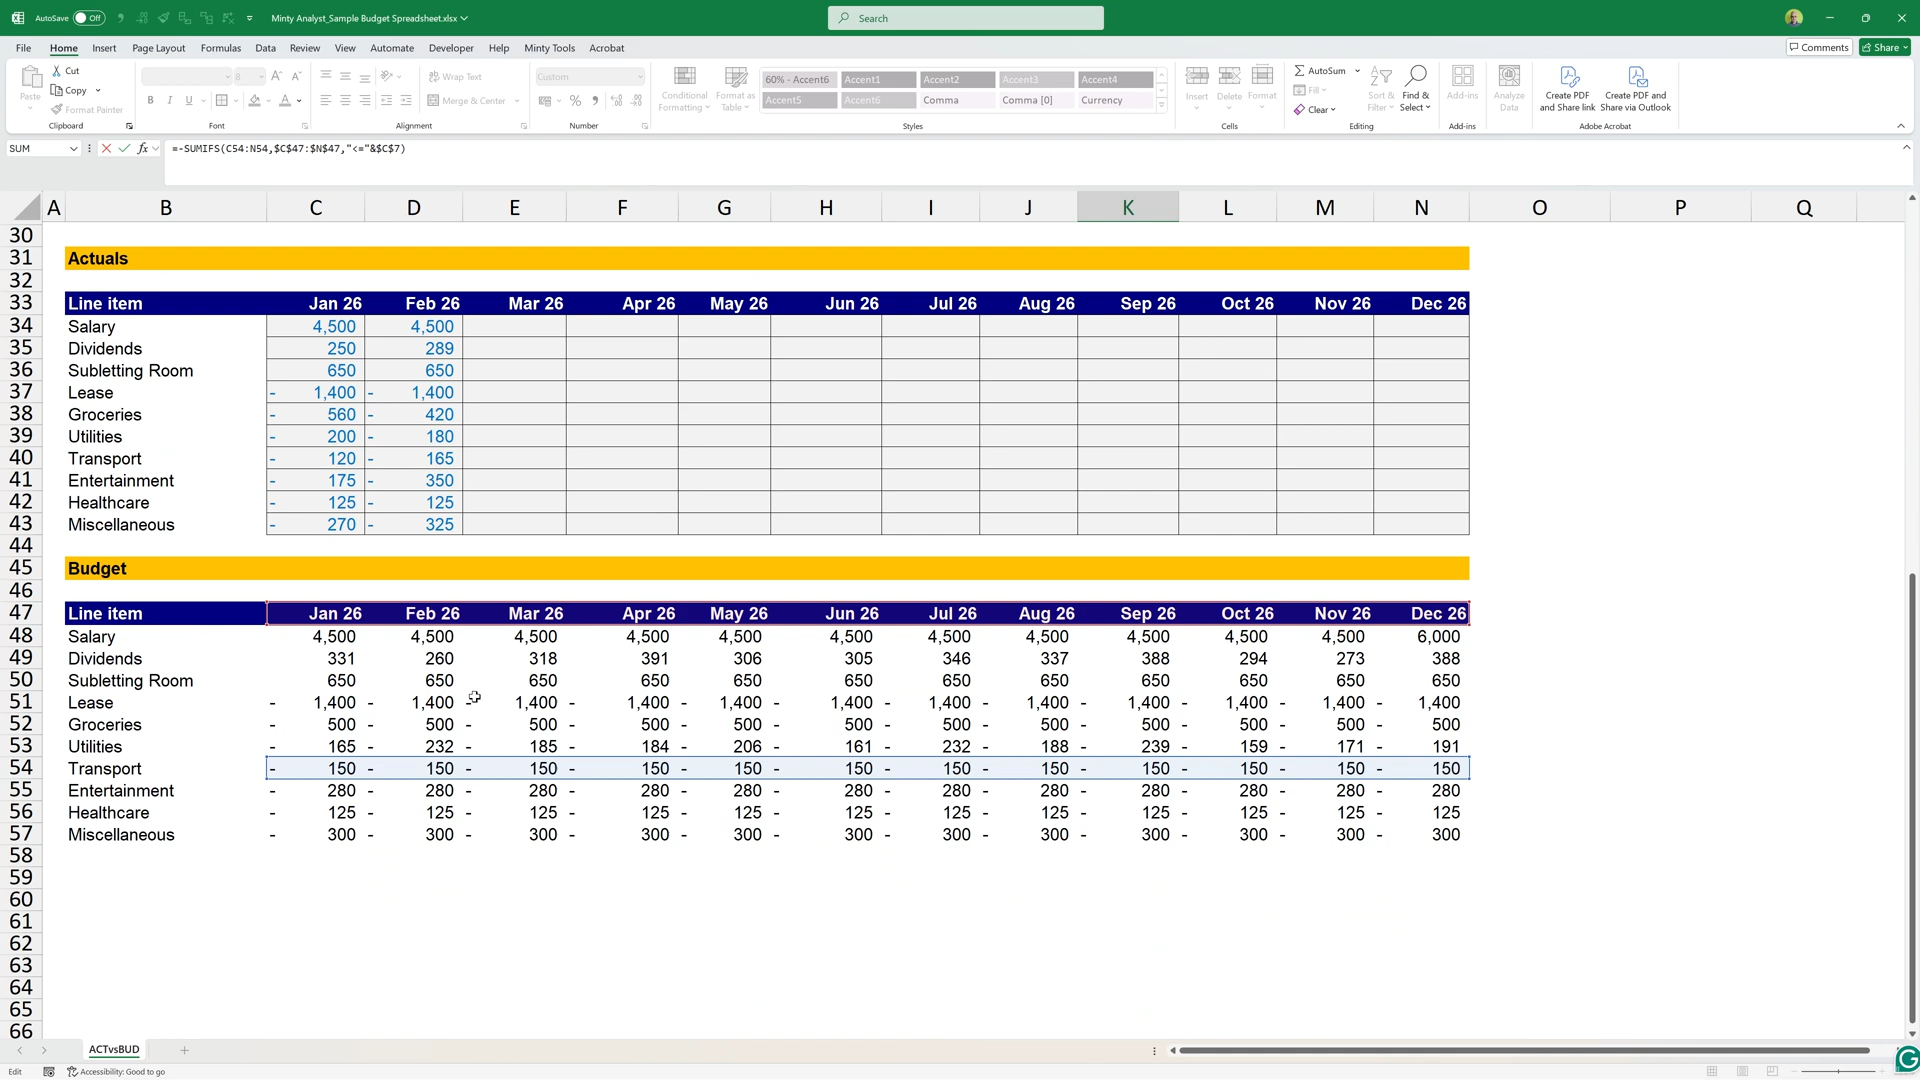 AutoSave Off Minty Analyst_Sample Budget Spreadsheet.xlsx Search
File Home Insert Page Layout Formulas Data Review View Automate Developer Help Minty Tools Acrobat Comments Share
Paste Cut Copy Format Painter Clipboard
8 B I U A Font
Wrap Text Merge & Center Alignment
Custom % Number
Conditional Formatting Format as Table
60% - Accent6 Accent1 Accent2 Accent3 Accent4
Accent5 Accent6 Comma Comma [0] Currency
Styles
Insert Delete Format Cells
AutoSum Fill Clear Sort & Filter Find & Select Editing
Add-ins Add-ins
Analyze Data
Create PDF and Share link Create PDF and Share via Outlook Adobe Acrobat
SUM fx =-SUMIFS(C54:N54,$C$47:$N$47,"<="&$C$7)
A B C D E F G H I J K L M N O P Q
30
31 Actuals
32
33 Line item Jan 26 Feb 26 Mar 26 Apr 26 May 26 Jun 26 Jul 26 Aug 26 Sep 26 Oct 26 Nov 26 Dec 26
34 Salary 4,500 4,500
35 Dividends 250 289
36 Subletting Room 650 650
37 Lease - 1,400 - 1,400
38 Groceries - 560 - 420
39 Utilities - 200 - 180
40 Transport - 120 - 165
41 Entertainment - 175 - 350
42 Healthcare - 125 - 125
43 Miscellaneous - 270 - 325
44
45 Budget
46
47 Line item Jan 26 Feb 26 Mar 26 Apr 26 May 26 Jun 26 Jul 26 Aug 26 Sep 26 Oct 26 Nov 26 Dec 26
48 Salary 4,500 4,500 4,500 4,500 4,500 4,500 4,500 4,500 4,500 4,500 4,500 6,000
49 Dividends 331 260 318 391 306 305 346 337 388 294 273 388
50 Subletting Room 650 650 650 650 650 650 650 650 650 650 650 650
51 Lease - 1,400 - 1,400 - 1,400 - 1,400 - 1,400 - 1,400 - 1,400 - 1,400 - 1,400 - 1,400 - 1,400 - 1,400
52 Groceries - 500 - 500 - 500 - 500 - 500 - 500 - 500 - 500 - 500 - 500 - 500 - 500
53 Utilities - 165 - 232 - 185 - 184 - 206 - 161 - 232 - 188 - 239 - 159 - 171 - 191
54 Transport - 150 - 150 - 150 - 150 - 150 - 150 - 150 - 150 - 150 - 150 - 150 - 150
55 Entertainment - 280 - 280 - 280 - 280 - 280 - 280 - 280 - 280 - 280 - 280 - 280 - 280
56 Healthcare - 125 - 125 - 125 - 125 - 125 - 125 - 125 - 125 - 125 - 125 - 125 - 125
57 Miscellaneous - 300 - 300 - 300 - 300 - 300 - 300 - 300 - 300 - 300 - 300 - 300 - 300
58
59
60
61
62
63
64
65
66
ACTvsBUD
Edit Accessibility: Good to go